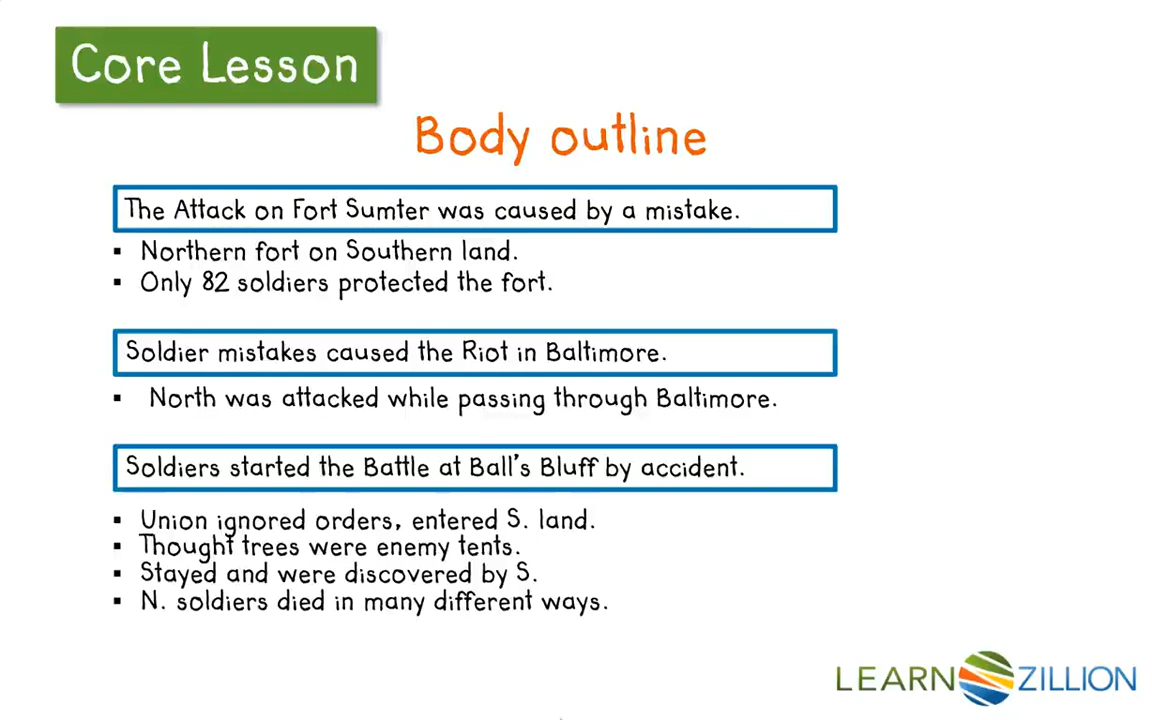 Core Lesson
Body outline
The Attack on Fort Sumter was caused by a mistake.
▪ Northern fort on Southern land.
▪ Only 82 soldiers protected the fort.
Soldier mistakes caused the Riot in Baltimore.
▪ North was attacked while passing through Baltimore.
Soldiers started the Battle at Ball's Bluff by accident.
▪ Union ignored orders, entered S. land.
▪ Thought trees were enemy tents.
▪ Stayed and were discovered by S.
▪ N. soldiers died in many different ways.
LEARN ZILLION